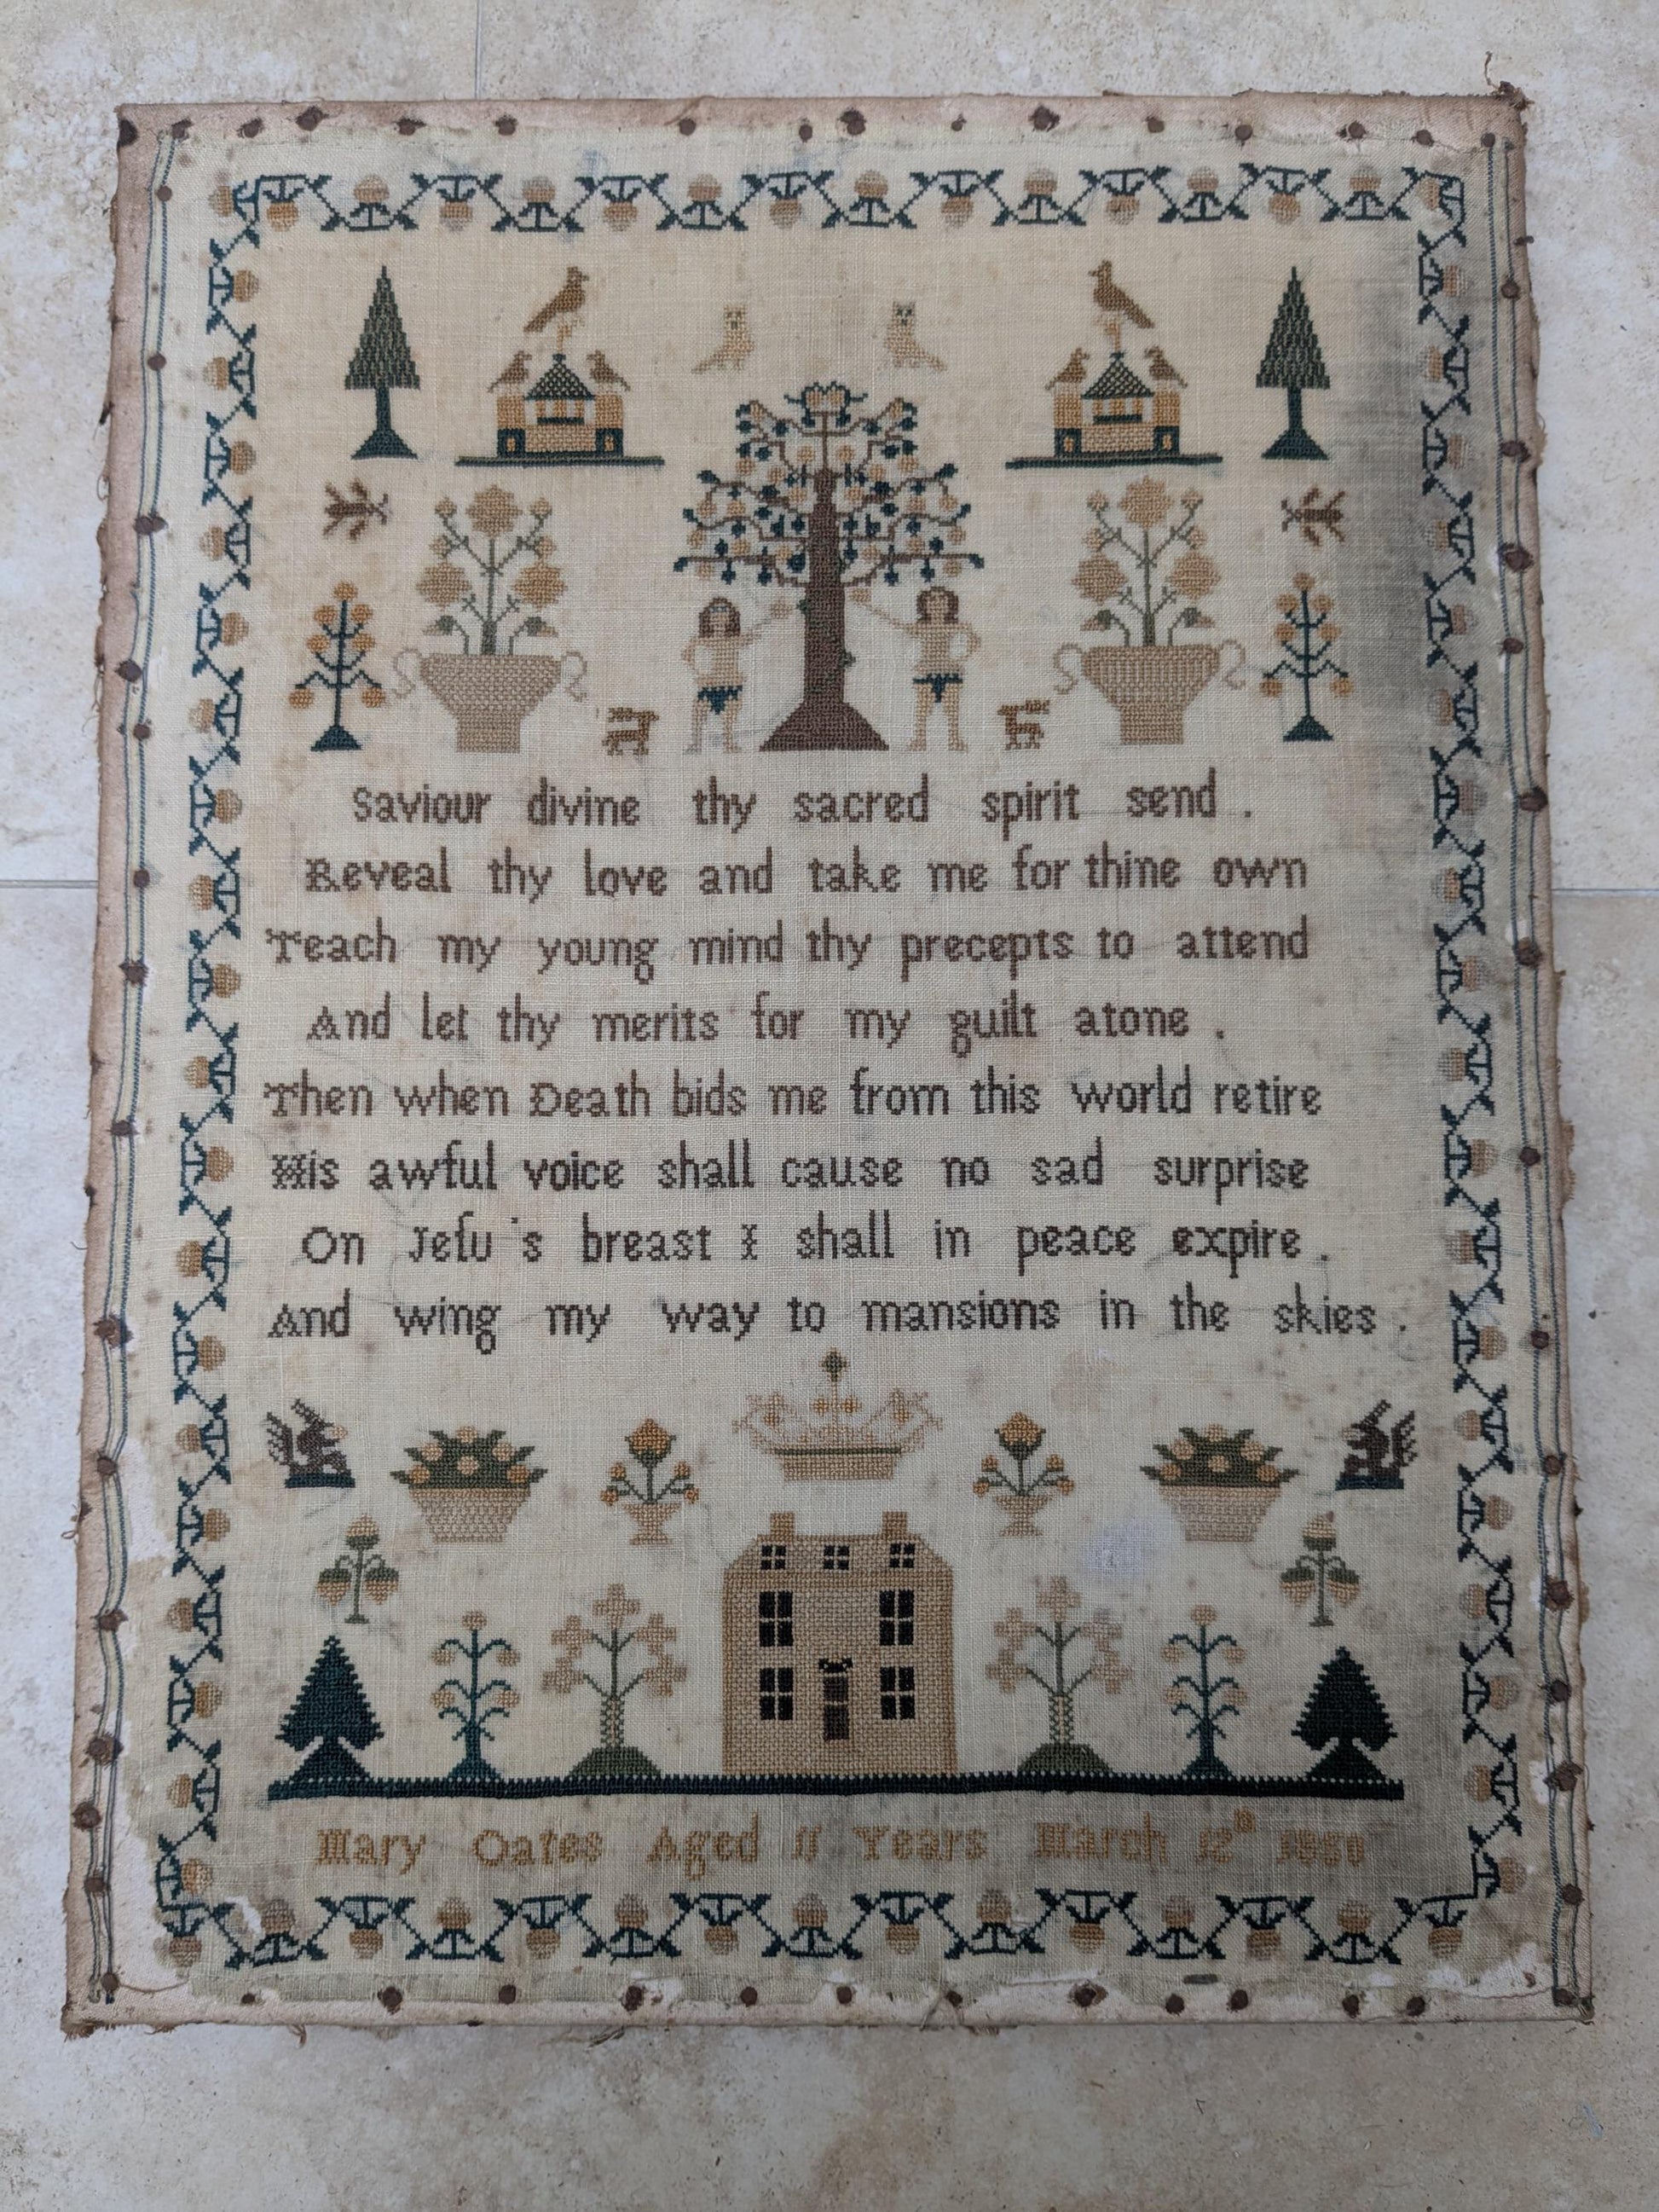 Saviour divine thy sacred spirit send .
Reveal thy love and take me for thine own
Teach my young mind thy precepts to attend
And let thy merits for my guilt atone .
Then when Death bids me from this world retire
His awful voice shall cause no sad surprise
On Jeſu's breast I shall in peace expire .
And wing my way to mansions in the skies .
Mary Oates Aged 11 Years March 12